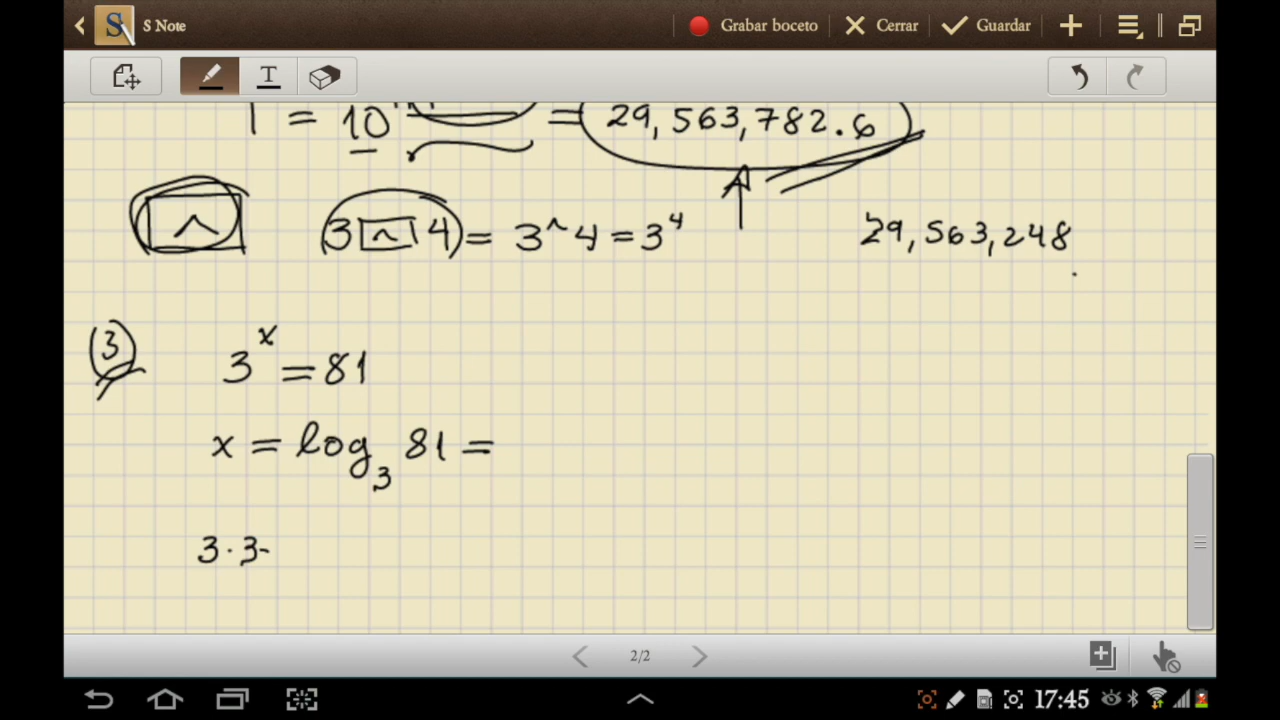 S Note
Grabar boceto
Cerrar
Guardar
T
= 10 = 29,563,782.6
^ 3 ^ 4 = 3^4 = 3⁴
29,563,248
(3) 3ˣ = 81
x = log₃ 81 =
3·3
2/2
17:45